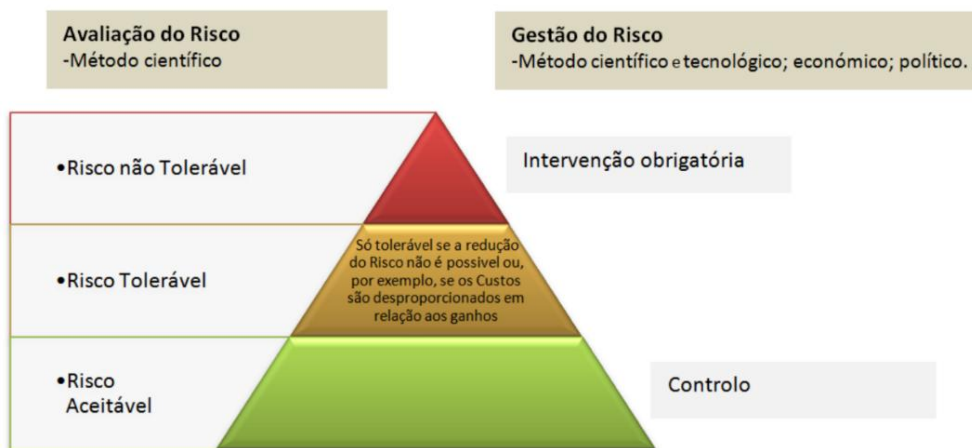 Avaliação do Risco
-Método científico
Gestão do Risco
-Método científico e tecnológico; económico; político.
•Risco não Tolerável
Intervenção obrigatória
•Risco Tolerável
Só tolerável se a redução
do Risco não é possivel ou,
por exemplo, se os Custos
são desproporcionados em
relação aos ganhos
•Risco
Aceitável
Controlo